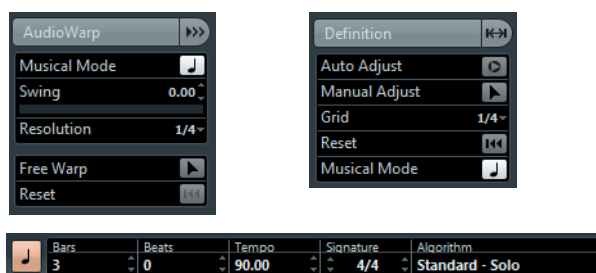 AudioWarp
Musical Mode
Swing 0.00
Resolution 1/4
Free Warp
Reset
Definition
Auto Adjust
Manual Adjust
Grid 1/4
Reset
Musical Mode
Bars Beats Tempo Signature Algorithm
3 0 90.00 4/4 Standard - Solo